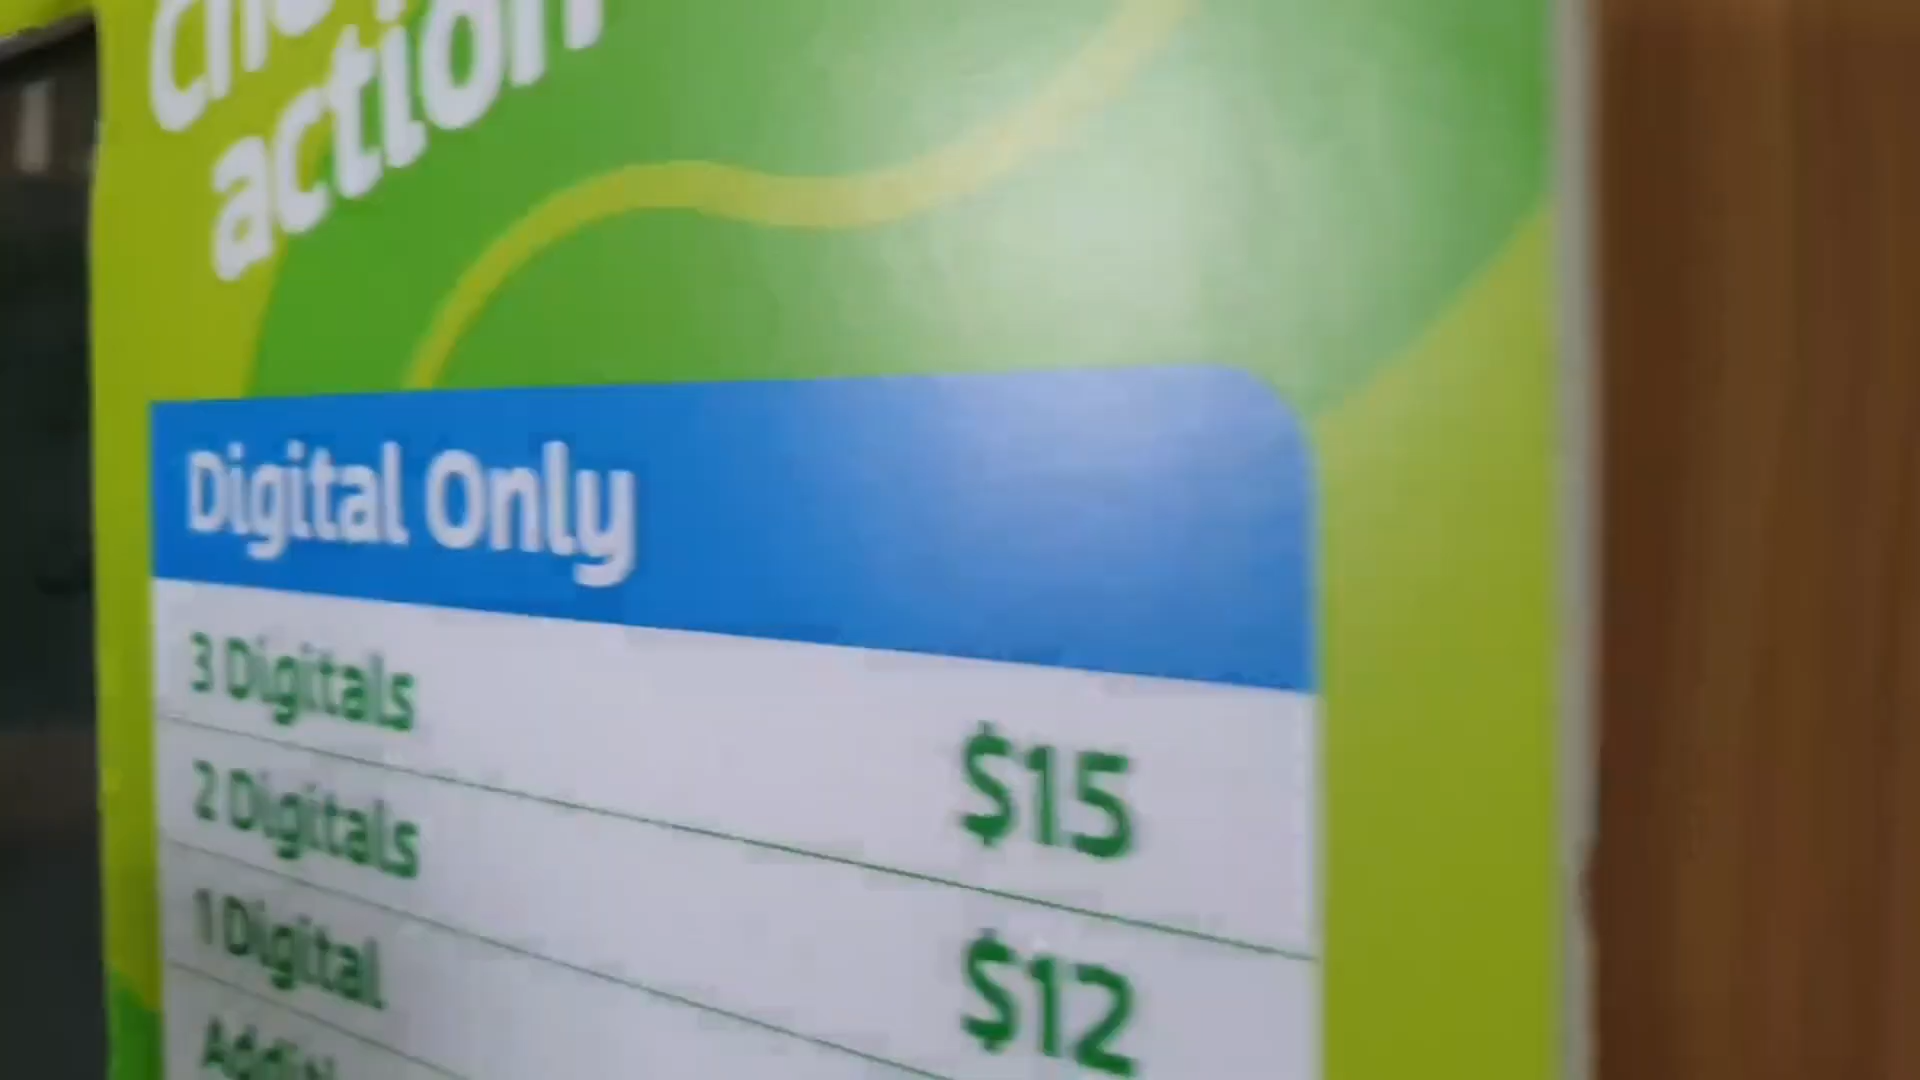 action
Digital Only
3 Digitals $15
2 Digitals $12
1 Digital